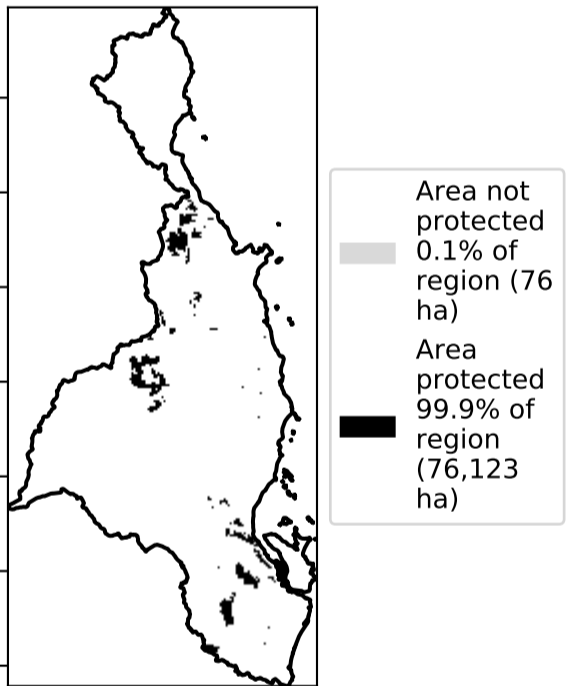 Area not
protected
0.1% of
region (76
ha)
Area
protected
99.9% of
region
(76,123
ha)